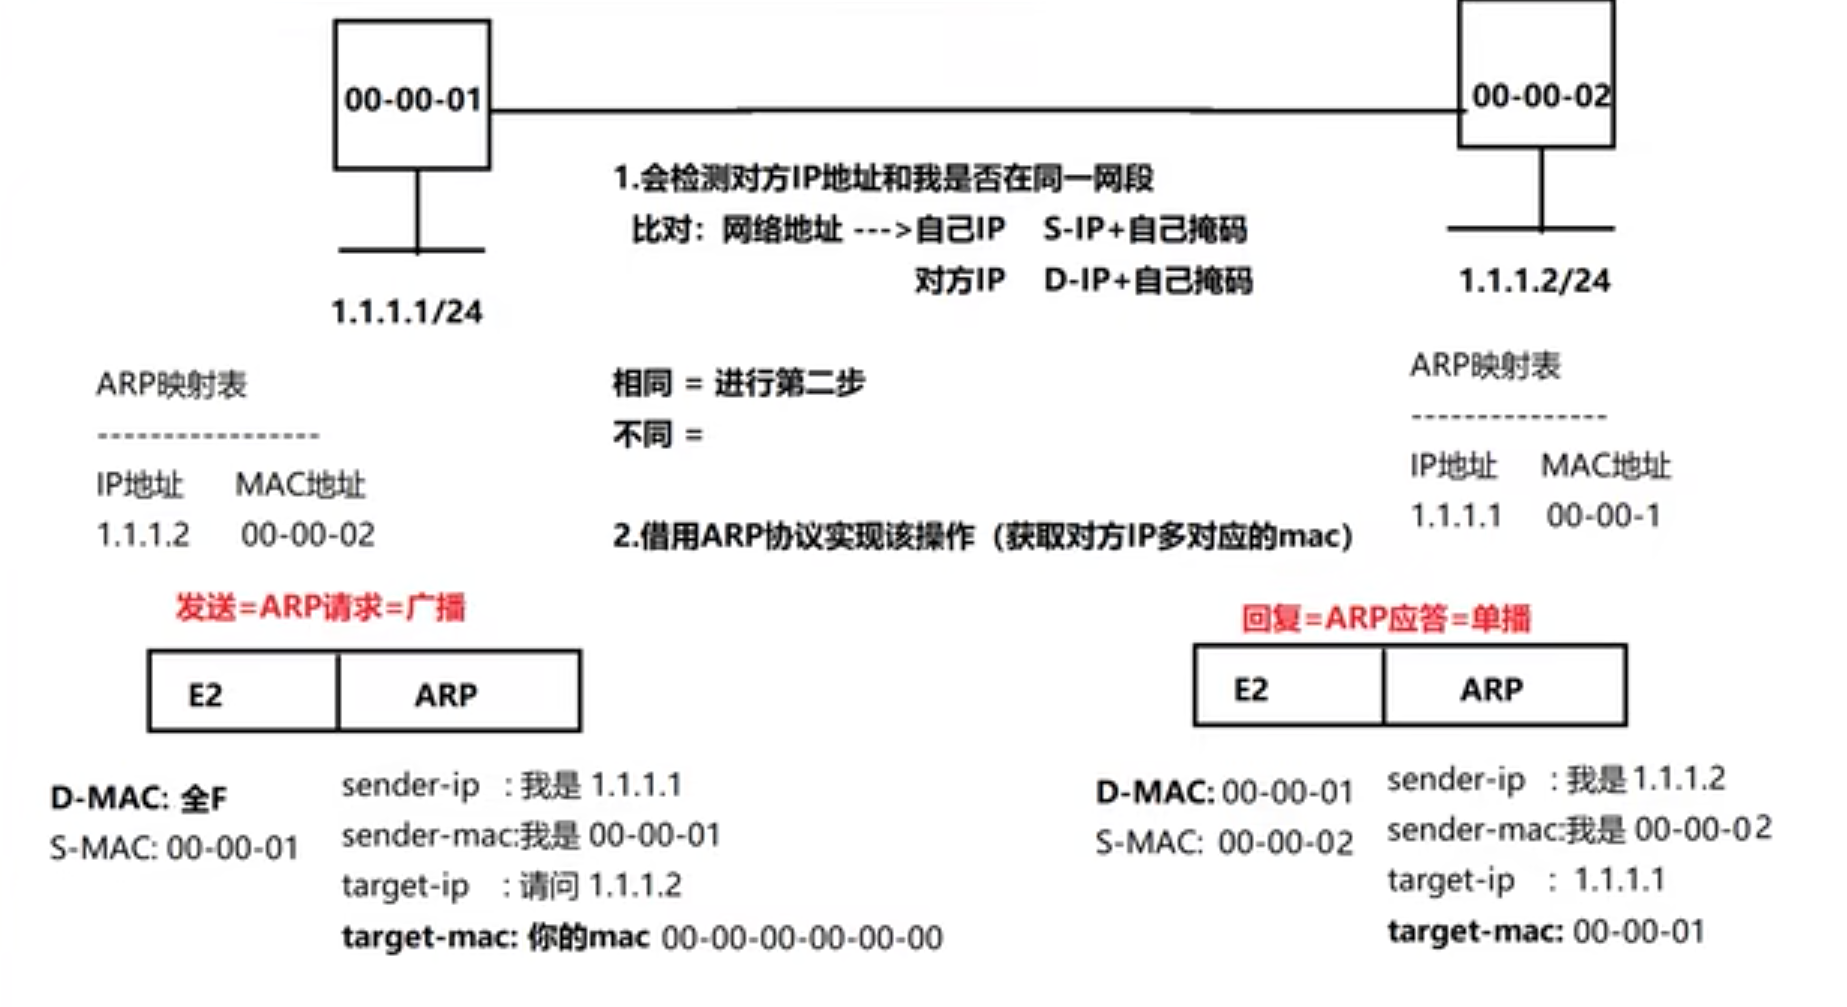 00-00-01
00-00-02
1.会检测对方IP地址和我是否在同一网段
比对：网络地址 --->自己IP S-IP+自己掩码
对方IP D-IP+自己掩码
1.1.1.1/24
1.1.1.2/24
相同 = 进行第二步
不同 =
2.借用ARP协议实现该操作（获取对方IP多对应的mac）
ARP映射表
-----------------
IP地址 MAC地址
1.1.1.2 00-00-02
ARP映射表
---------------
IP地址 MAC地址
1.1.1.1 00-00-1
发送=ARP请求=广播
E2 ARP
D-MAC: 全F
S-MAC: 00-00-01
sender-ip : 我是 1.1.1.1
sender-mac:我是 00-00-01
target-ip : 请问 1.1.1.2
target-mac: 你的mac 00-00-00-00-00-00
回复=ARP应答=单播
E2 ARP
D-MAC: 00-00-01
S-MAC: 00-00-02
sender-ip : 我是 1.1.1.2
sender-mac:我是 00-00-02
target-ip : 1.1.1.1
target-mac: 00-00-01